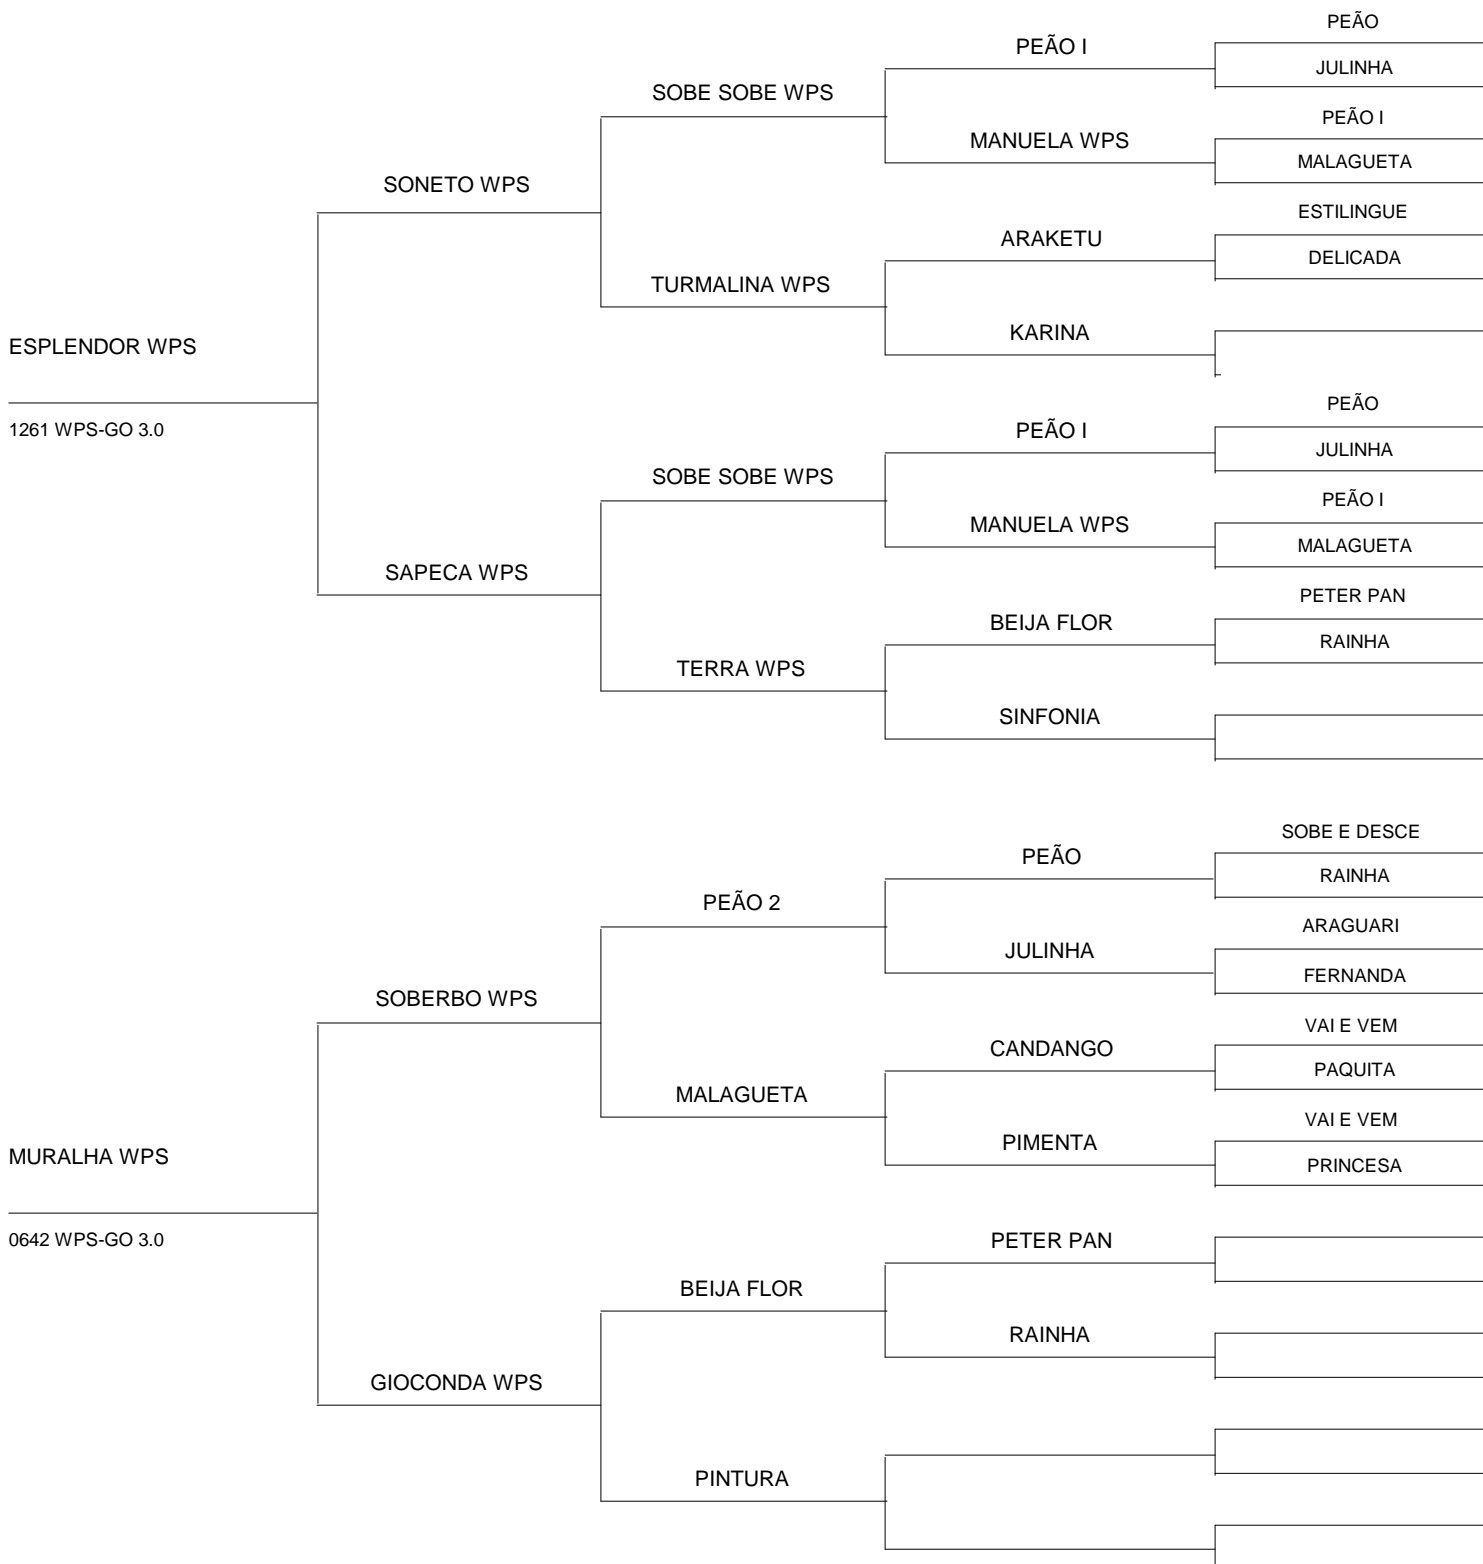 PEÃO
PEÃO I
JULINHA
SOBE SOBE WPS
PEÃO I
MANUELA WPS
MALAGUETA
SONETO WPS
ESTILINGUE
ARAKETU
DELICADA
TURMALINA WPS
KARINA
ESPLENDOR WPS
1261 WPS-GO 3.0
PEÃO
PEÃO I
JULINHA
SOBE SOBE WPS
PEÃO I
MANUELA WPS
MALAGUETA
SAPECA WPS
PETER PAN
BEIJA FLOR
RAINHA
TERRA WPS
SINFONIA
SOBE E DESCE
PEÃO
RAINHA
PEÃO 2
ARAGUARI
JULINHA
FERNANDA
SOBERBO WPS
VAI E VEM
CANDANGO
PAQUITA
MALAGUETA
VAI E VEM
PIMENTA
PRINCESA
MURALHA WPS
0642 WPS-GO 3.0
PETER PAN
BEIJA FLOR
RAINHA
GIOCONDA WPS
PINTURA